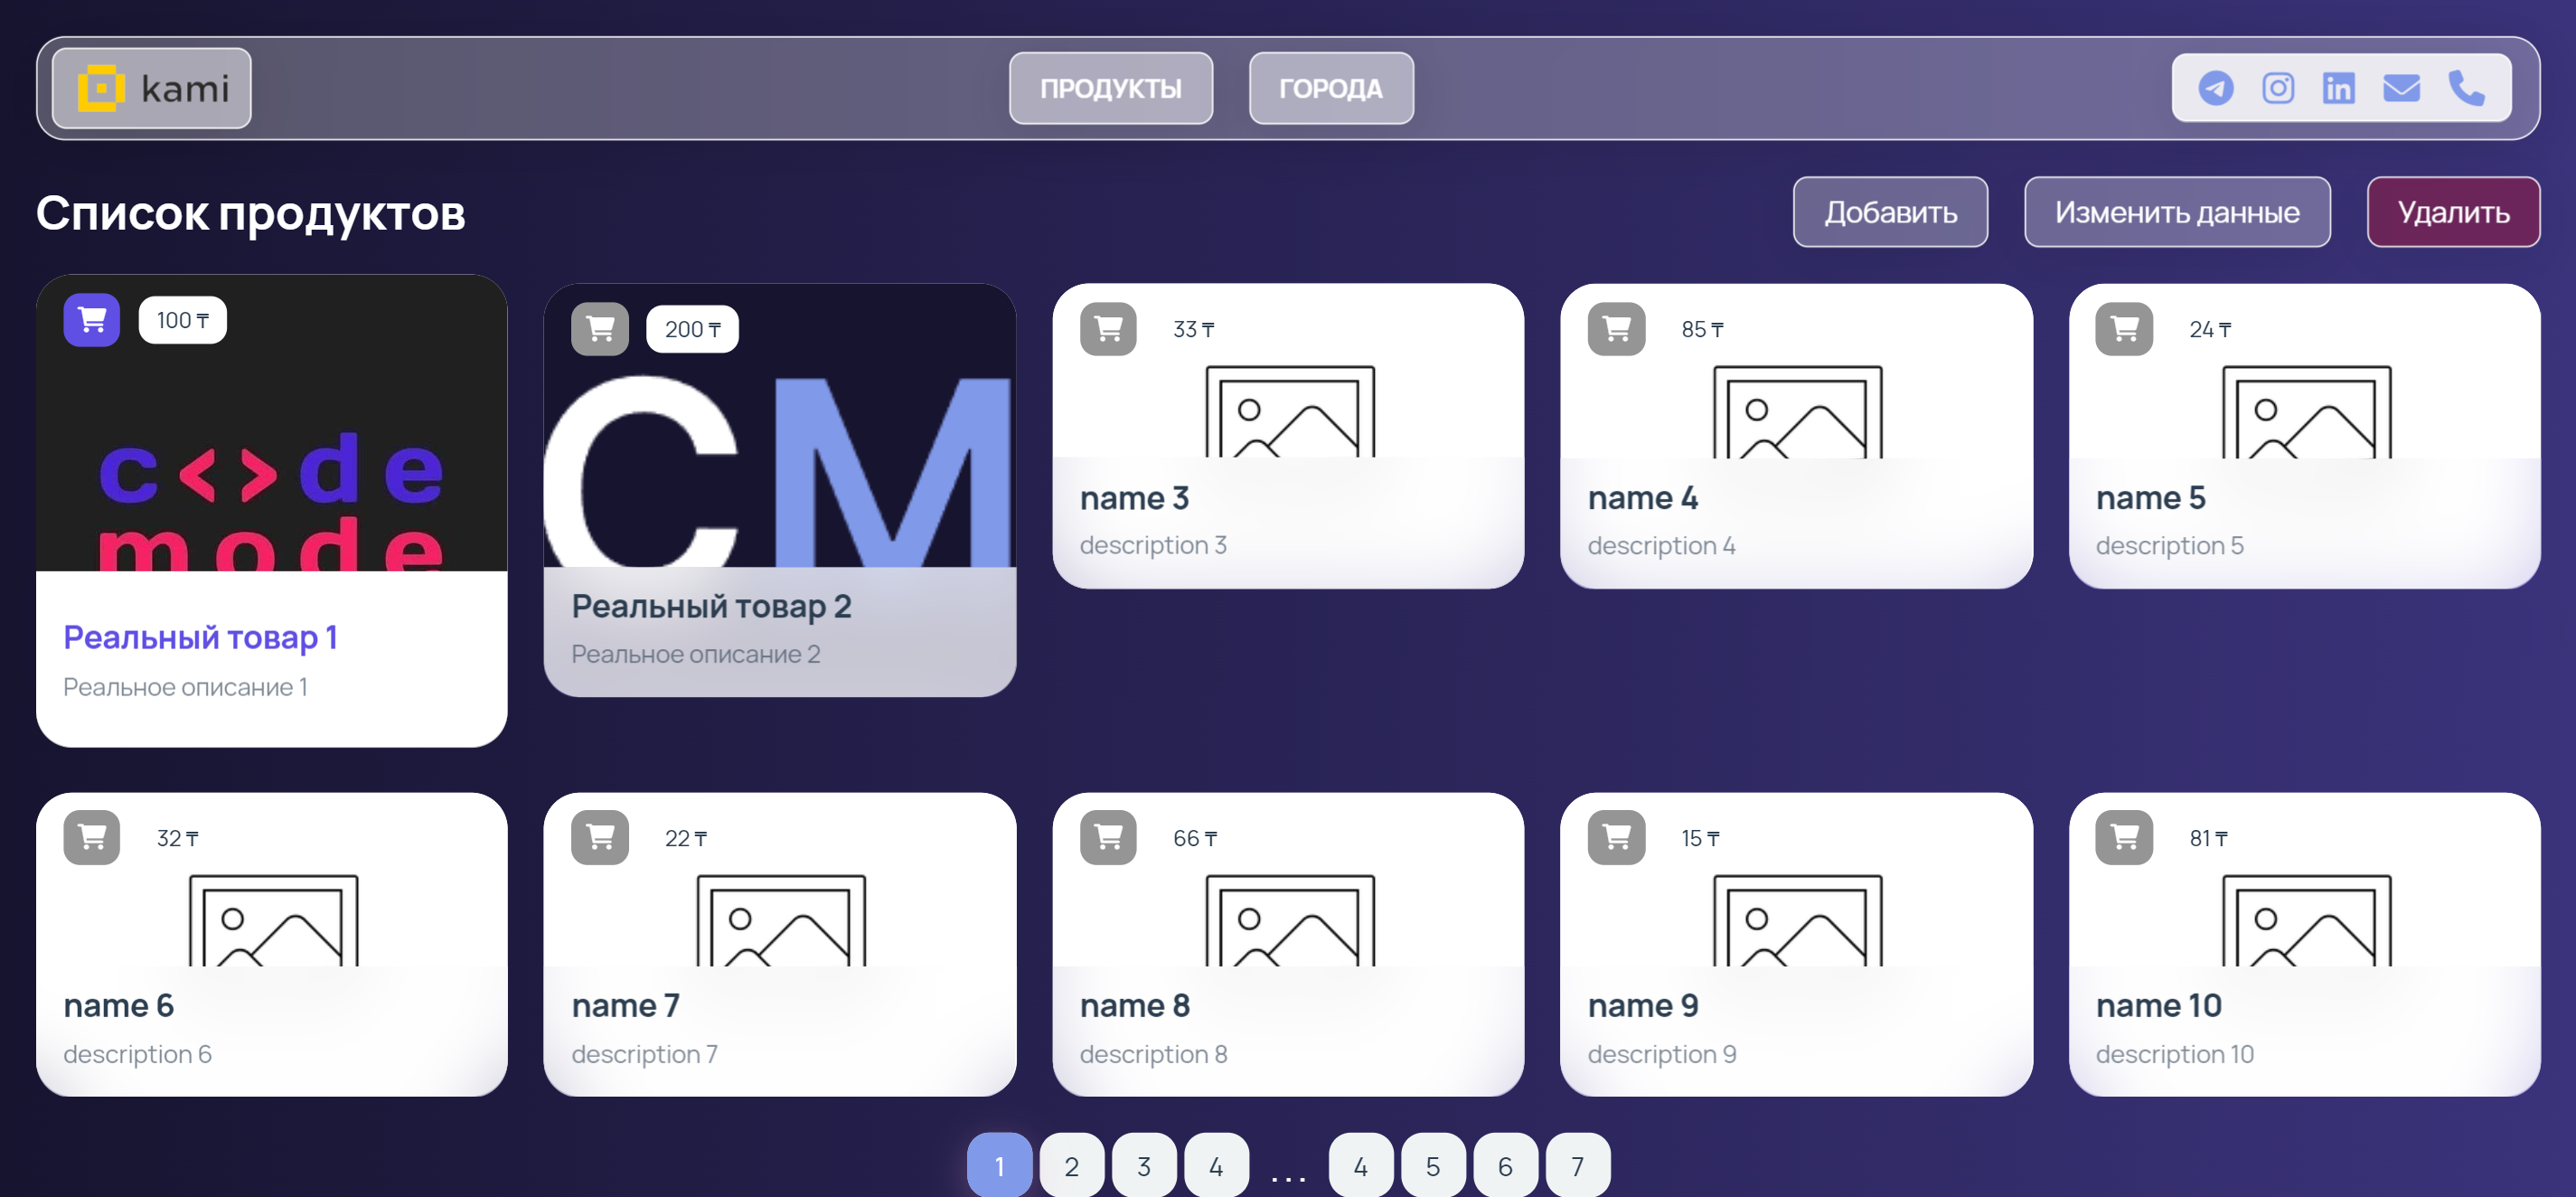 kami
ПРОДУКТЫ
ГОРОДА
Список продуктов
Добавить
Изменить данные
Удалить
100 ₸
c<>de
mode
Реальный товар 1
Реальное описание 1
200 ₸
CM
Реальный товар 2
Реальное описание 2
33 ₸
name 3
description 3
85 ₸
name 4
description 4
24 ₸
name 5
description 5
32 ₸
name 6
description 6
22 ₸
name 7
description 7
66 ₸
name 8
description 8
15 ₸
name 9
description 9
81 ₸
name 10
description 10
1 2 3 4 ... 4 5 6 7